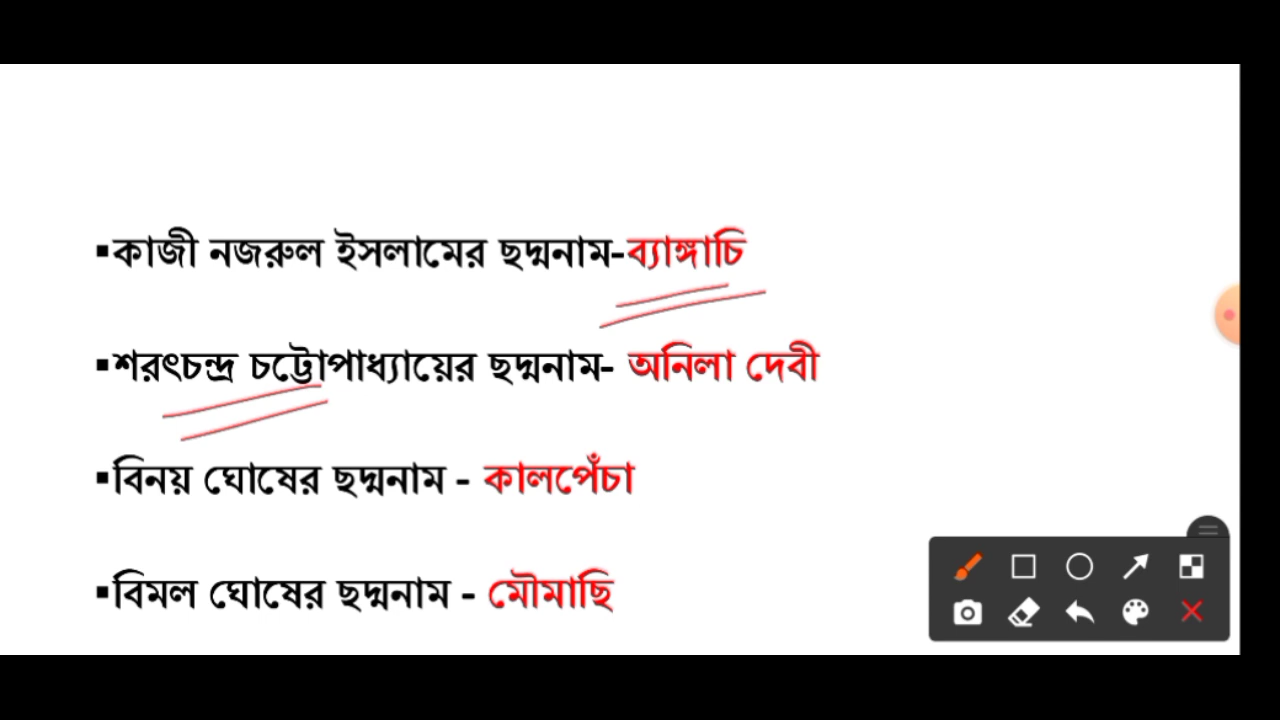 ▪কাজী নজরুল ইসলামের ছদ্মনাম-ব্যাঙ্গাচি
▪শরৎচন্দ্র চট্টোপাধ্যায়ের ছদ্মনাম- অনিলা দেবী
▪বিনয় ঘোষের ছদ্মনাম - কালপেঁচা
▪বিমল ঘোষের ছদ্মনাম - মৌমাছি